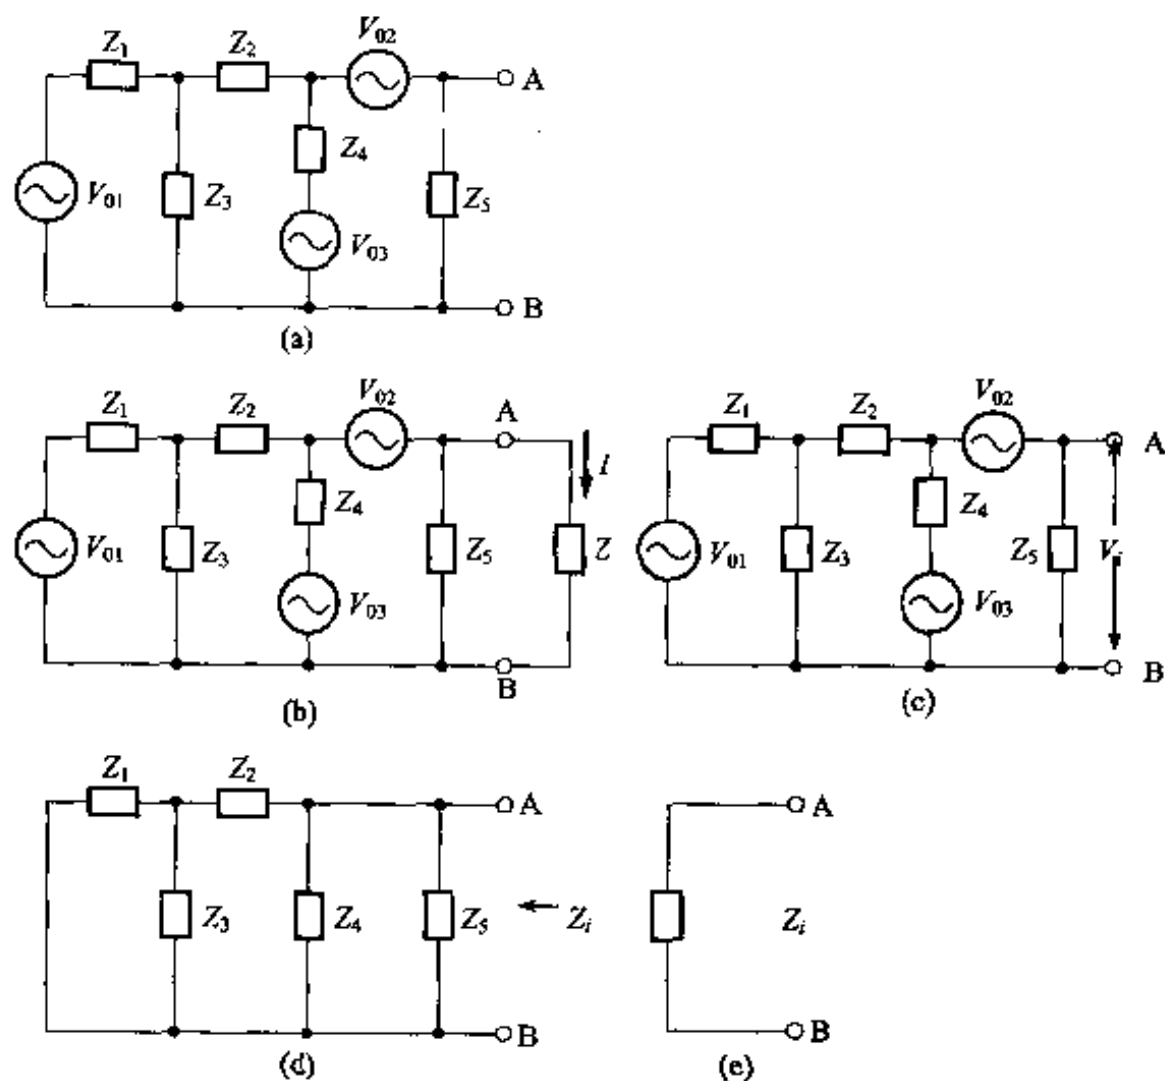 V₀₂
Z₁ Z₂ A
Z₄
V₀₁ Z₃ Z₅
V₀₃
B
(a)
V₀₂ V₀₂
Z₁ Z₂ A Z₁ Z₂
I A
Z₄ Z₄
V₀₁ Z₃ Z₅ Z V₀₁ Z₃ Z₅ Vᵢ
V₀₃ V₀₃
B B
(b) (c)
Z₁ Z₂
A A
Z₃ Z₄ Z₅ Zᵢ Zᵢ
B B
(d) (e)